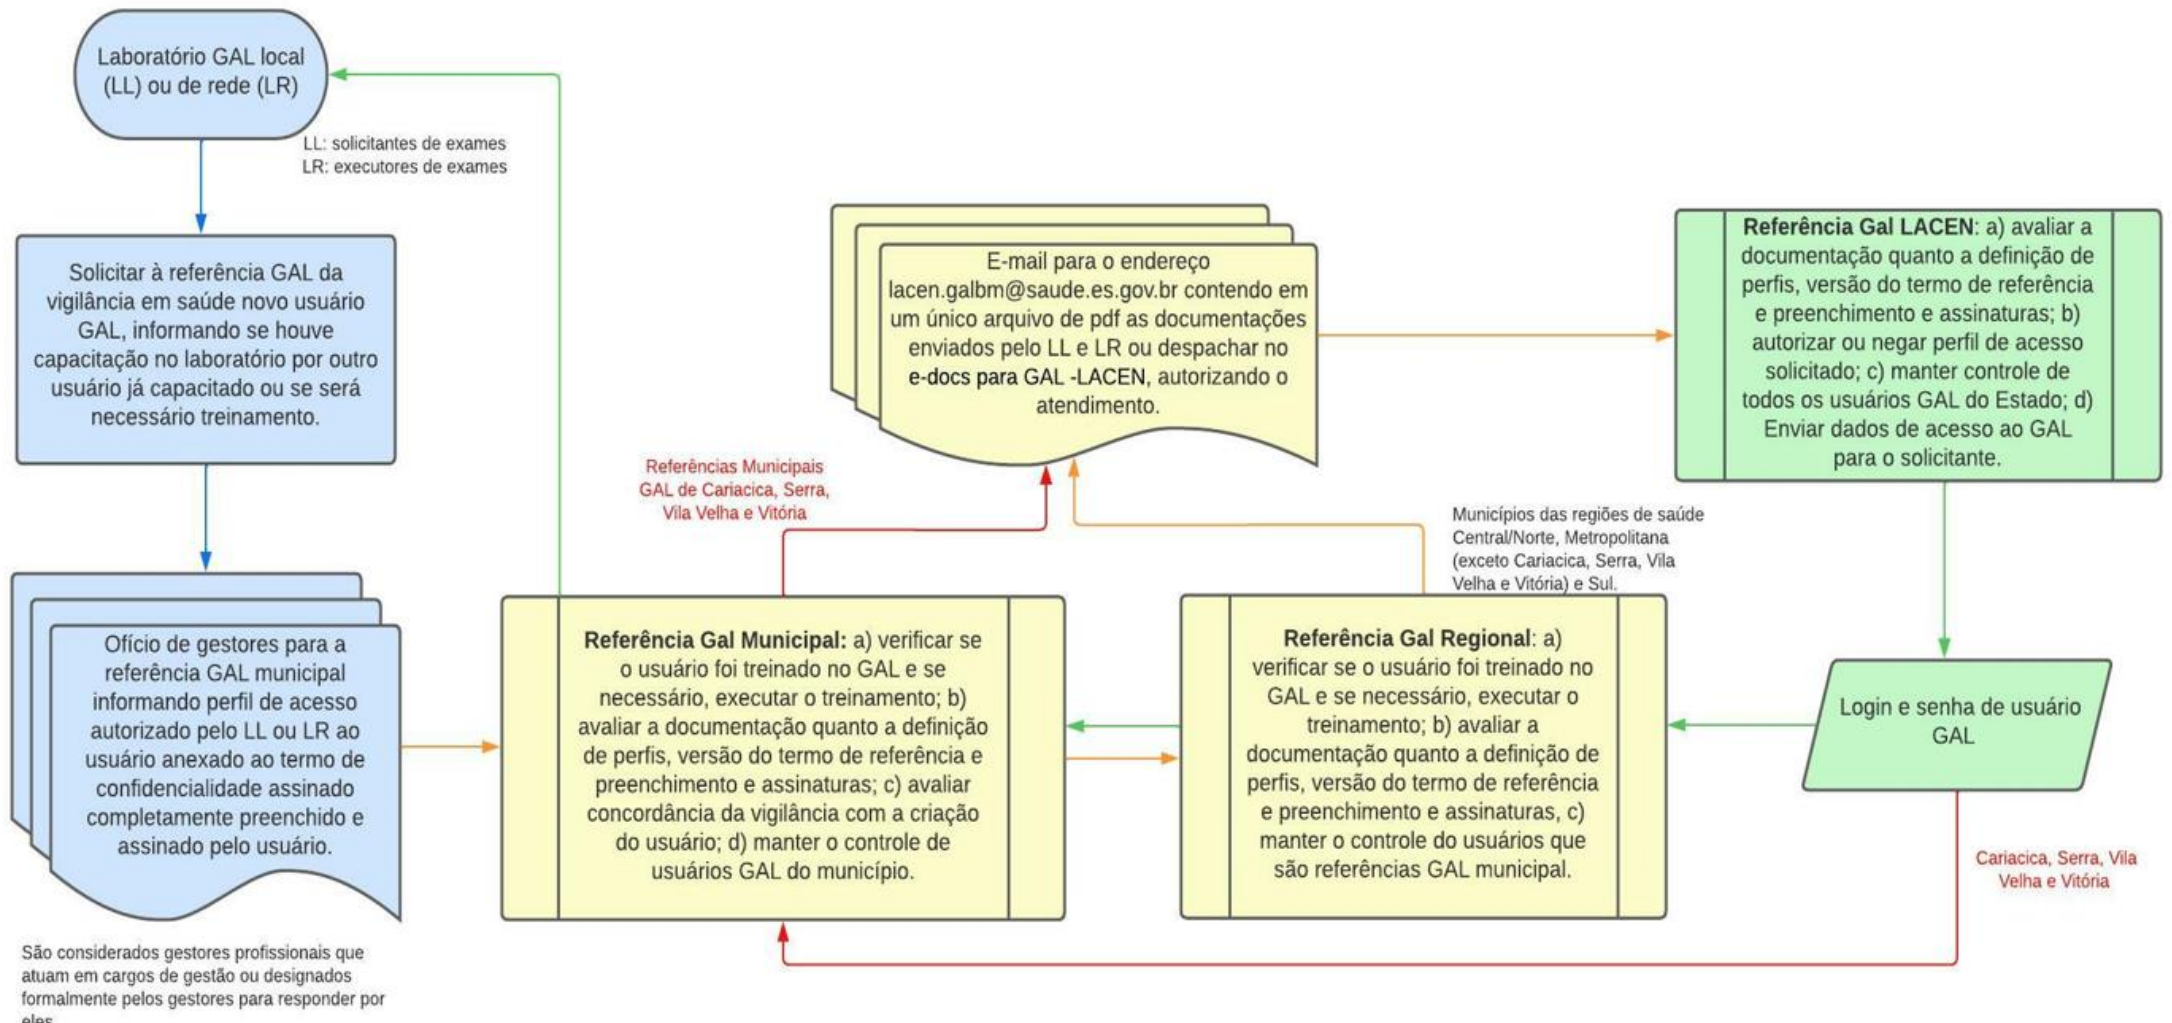 Laboratório GAL local
(LL) ou de rede (LR)
LL: solicitantes de exames
LR: executores de exames
Solicitar à referência GAL da
vigilância em saúde novo usuário
GAL, informando se houve
capacitação no laboratório por outro
usuário já capacitado ou se será
necessário treinamento.
Ofício de gestores para a
referência GAL municipal
informando perfil de acesso
autorizado pelo LL ou LR ao
usuário anexado ao termo de
confidencialidade assinado
completamente preenchido e
assinado pelo usuário.
São considerados gestores profissionais que
atuam em cargos de gestão ou designados
formalmente pelos gestores para responder por
eles
Referência Gal Municipal: a) verificar se
o usuário foi treinado no GAL e se
necessário, executar o treinamento; b)
avaliar a documentação quanto a definição
de perfis, versão do termo de referência e
preenchimento e assinaturas; c) avaliar
concordância da vigilância com a criação
do usuário; d) manter o controle de
usuários GAL do município.
Referências Municipais
GAL de Cariacica, Serra,
Vila Velha e Vitória
E-mail para o endereço
lacen.galbm@saude.es.gov.br contendo em
um único arquivo de pdf as documentações
enviados pelo LL e LR ou despachar no
e-docs para GAL -LACEN, autorizando o
atendimento.
Municípios das regiões de saúde
Central/Norte, Metropolitana
(exceto Cariacica, Serra, Vila
Velha e Vitória) e Sul.
Referência Gal Regional: a)
verificar se o usuário foi treinado no
GAL e se necessário, executar o
treinamento; b) avaliar a
documentação quanto a definição de
perfis, versão do termo de referência
e preenchimento e assinaturas, c)
manter o controle do usuários que
são referências GAL municipal.
Referência Gal LACEN: a) avaliar a
documentação quanto a definição de
perfis, versão do termo de referência
e preenchimento e assinaturas; b)
autorizar ou negar perfil de acesso
solicitado; c) manter controle de
todos os usuários GAL do Estado; d)
Enviar dados de acesso ao GAL
para o solicitante.
Login e senha de usuário
GAL
Cariacica, Serra, Vila
Velha e Vitória